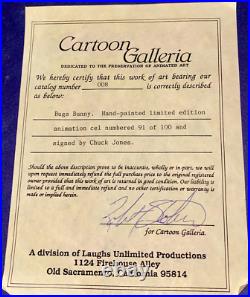 Cartoon
Galleria
DEDICATED TO THE PRESERVATION OF ANIMATED ART
We hereby certify that this work of art bearing our
catalog number 008 is correctly described
as below:
Bugs Bunny. Hand-painted limited edition
animation cel numbered 91 of 100 and
signed by Chuck Jones.
Should the above description prove to be inaccurate, wholly or in part, we will
upon request immediately refund the full purchase price to the original registered
owner provided that this work of art is returned in good condition. Our liability
is limited to a full and immediate refund and no other certification or warranty
is made or implied herein.
for Cartoon Galleria.
A division of Laughs Unlimited Productions
1124 Firehouse Alley
Old Sacramento, California 95814